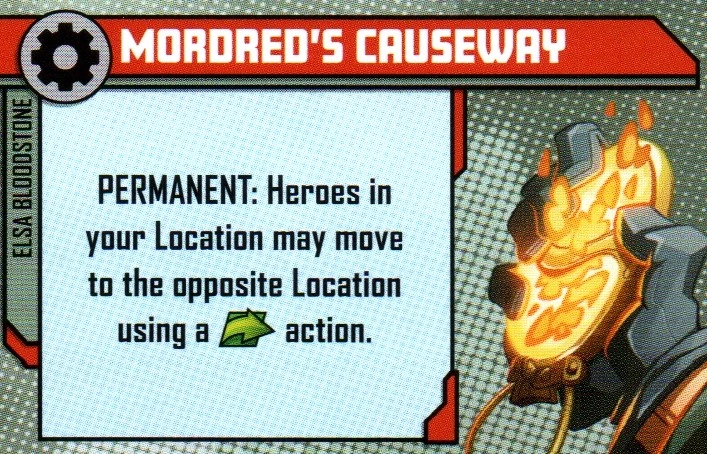 MORDRED'S CAUSEWAY
ELSA BLOODSTONE
PERMANENT: Heroes in
your Location may move
to the opposite Location
using a action.